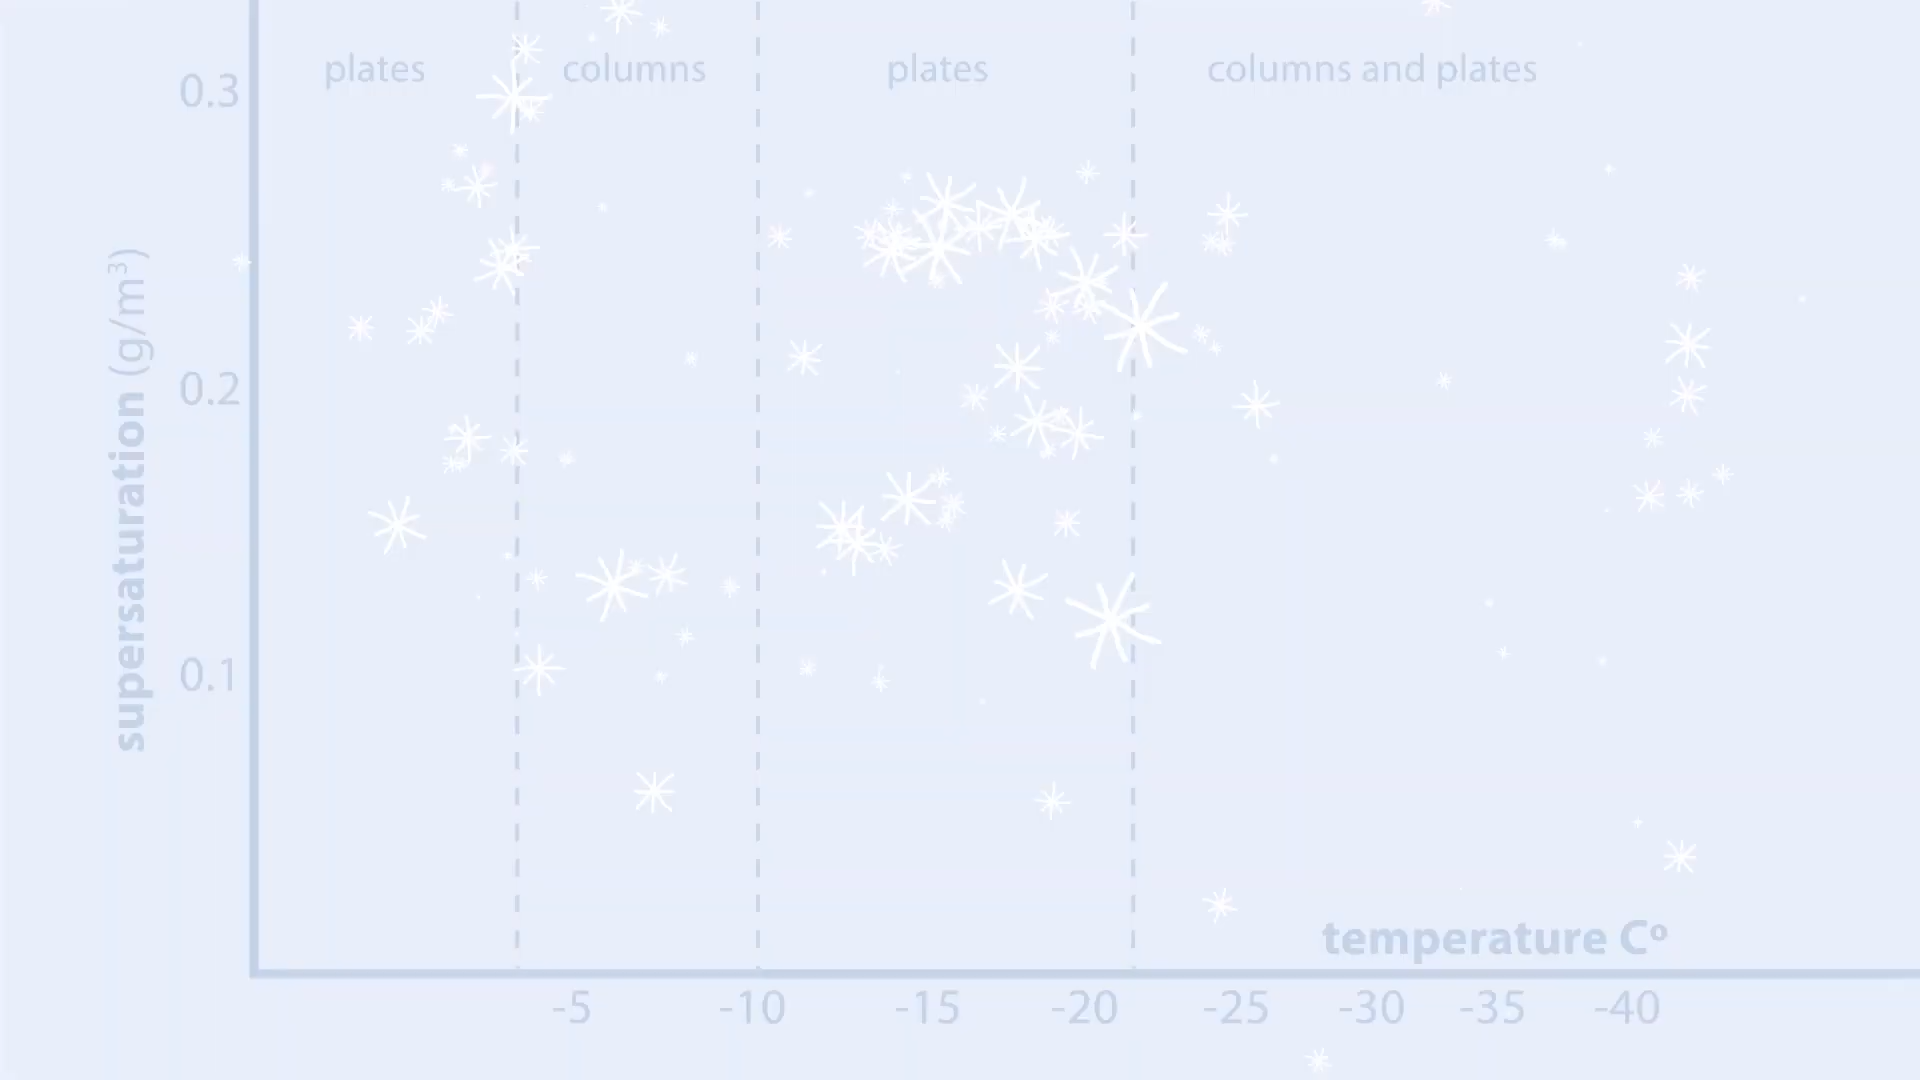 plates
columns
plates
columns and plates
0.3
0.2
0.1
supersaturation (g/m³)
temperature Cº
-5
-10
-15
-20
-25
-30
-35
-40